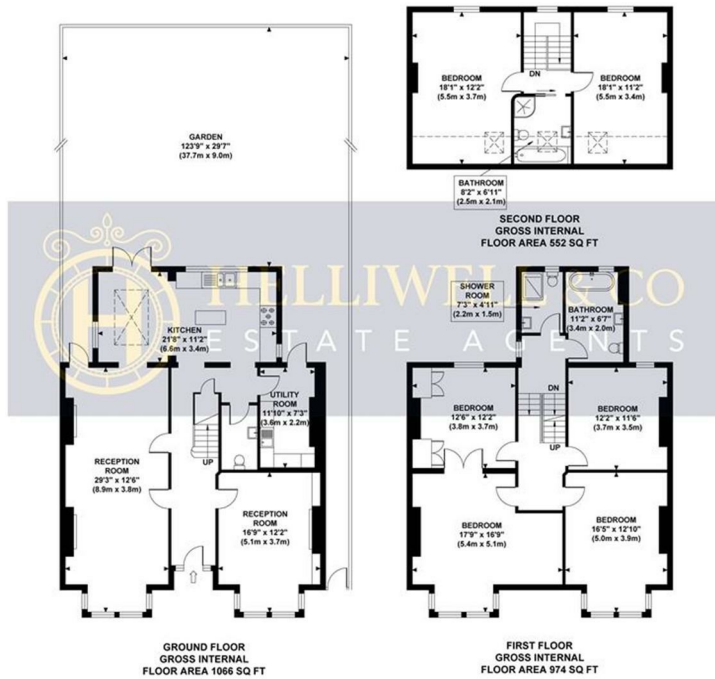 GARDEN
123'9" x 29'7"
(37.7m x 9.0m)
KITCHEN
21'8" x 11'2"
(6.6m x 3.4m)
UTILITY
ROOM
11'10" x 7'3"
(3.6m x 2.2m)
RECEPTION
ROOM
29'3" x 12'6"
(8.9m x 3.8m)
UP
RECEPTION
ROOM
16'9" x 12'2"
(5.1m x 3.7m)
GROUND FLOOR
GROSS INTERNAL
FLOOR AREA 1066 SQ FT
BEDROOM
18'1" x 12'2"
(5.5m x 3.7m)
DN
BEDROOM
18'1" x 11'2"
(5.5m x 3.4m)
BATHROOM
8'2" x 6'11"
(2.5m x 2.1m)
SECOND FLOOR
GROSS INTERNAL
FLOOR AREA 552 SQ FT
H HELLIWELL & CO
ESTATE AGENTS
SHOWER
ROOM
7'3" x 4'11"
(2.2m x 1.5m)
BATHROOM
11'2" x 6'7"
(3.4m x 2.0m)
BEDROOM
12'6" x 12'2"
(3.8m x 3.7m)
DN
UP
BEDROOM
12'2" x 11'6"
(3.7m x 3.5m)
BEDROOM
17'9" x 16'9"
(5.4m x 5.1m)
BEDROOM
16'5" x 12'10"
(5.0m x 3.9m)
FIRST FLOOR
GROSS INTERNAL
FLOOR AREA 974 SQ FT